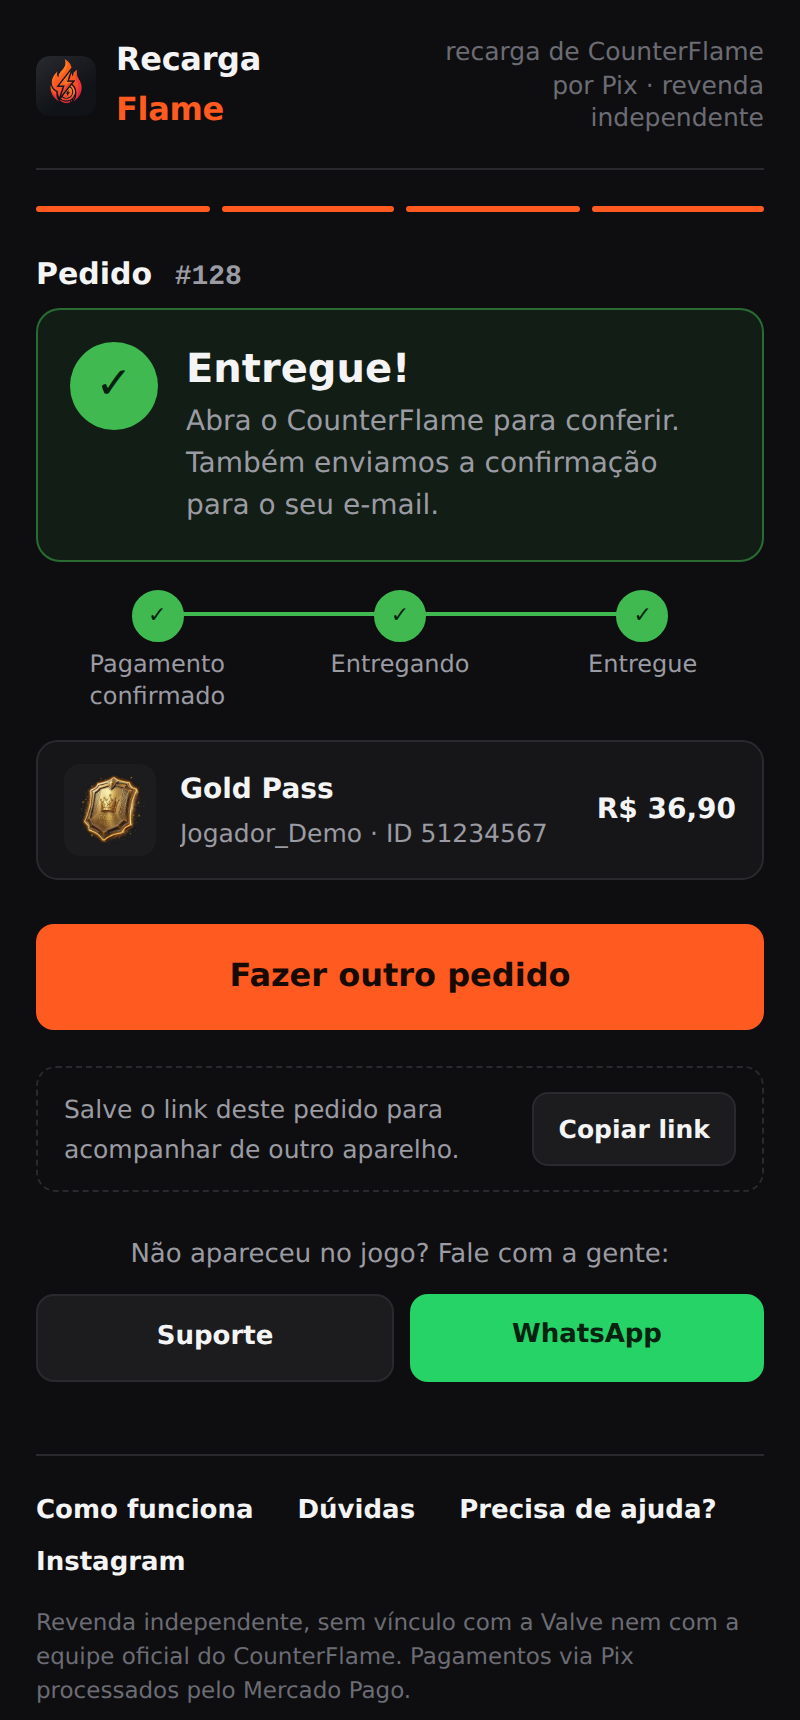 Recarga
Flame
recarga de CounterFlame
por Pix · revenda
independente
Pedido #128
✓
Entregue!
Abra o CounterFlame para conferir.
Também enviamos a confirmação
para o seu e-mail.
✓ ✓ ✓
Pagamento
confirmado
Entregando
Entregue
Gold Pass
Jogador_Demo · ID 51234567
R$ 36,90
Fazer outro pedido
Salve o link deste pedido para
acompanhar de outro aparelho.
Copiar link
Não apareceu no jogo? Fale com a gente:
Suporte
WhatsApp
Como funciona Dúvidas Precisa de ajuda?
Instagram
Revenda independente, sem vínculo com a Valve nem com a
equipe oficial do CounterFlame. Pagamentos via Pix
processados pelo Mercado Pago.